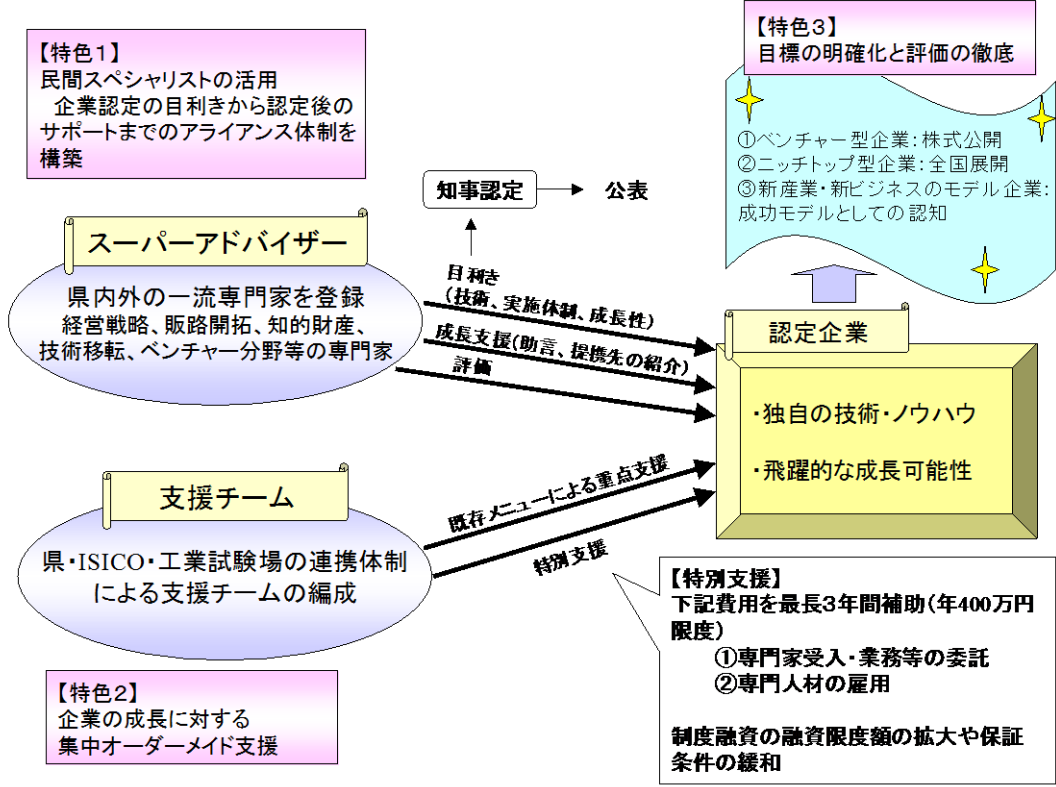 【特色1】
民間スペシャリストの活用
企業認定の目利きから認定後の
サポートまでのアライアンス体制を
構築
【特色3】
目標の明確化と評価の徹底
①ベンチャー型企業:株式公開
②ニッチトップ型企業:全国展開
③新産業・新ビジネスのモデル企業:
成功モデルとしての認知
知事認定
公表
スーパーアドバイザー
県内外の一流専門家を登録
経営戦略、販路開拓、知的財産、
技術移転、ベンチャー分野等の専門家
目利き
(技術、実施体制、成長性)
成長支援(助言、提携先の紹介)
評価
認定企業
・独自の技術・ノウハウ
・飛躍的な成長可能性
支援チーム
県・ISICO・工業試験場の連携体制
による支援チームの編成
既存メニューによる重点支援
特別支援
【特別支援】
下記費用を最長3年間補助(年400万円
限度)
①専門家受入・業務等の委託
②専門人材の雇用
制度融資の融資限度額の拡大や保証
条件の緩和
【特色2】
企業の成長に対する
集中オーダーメイド支援